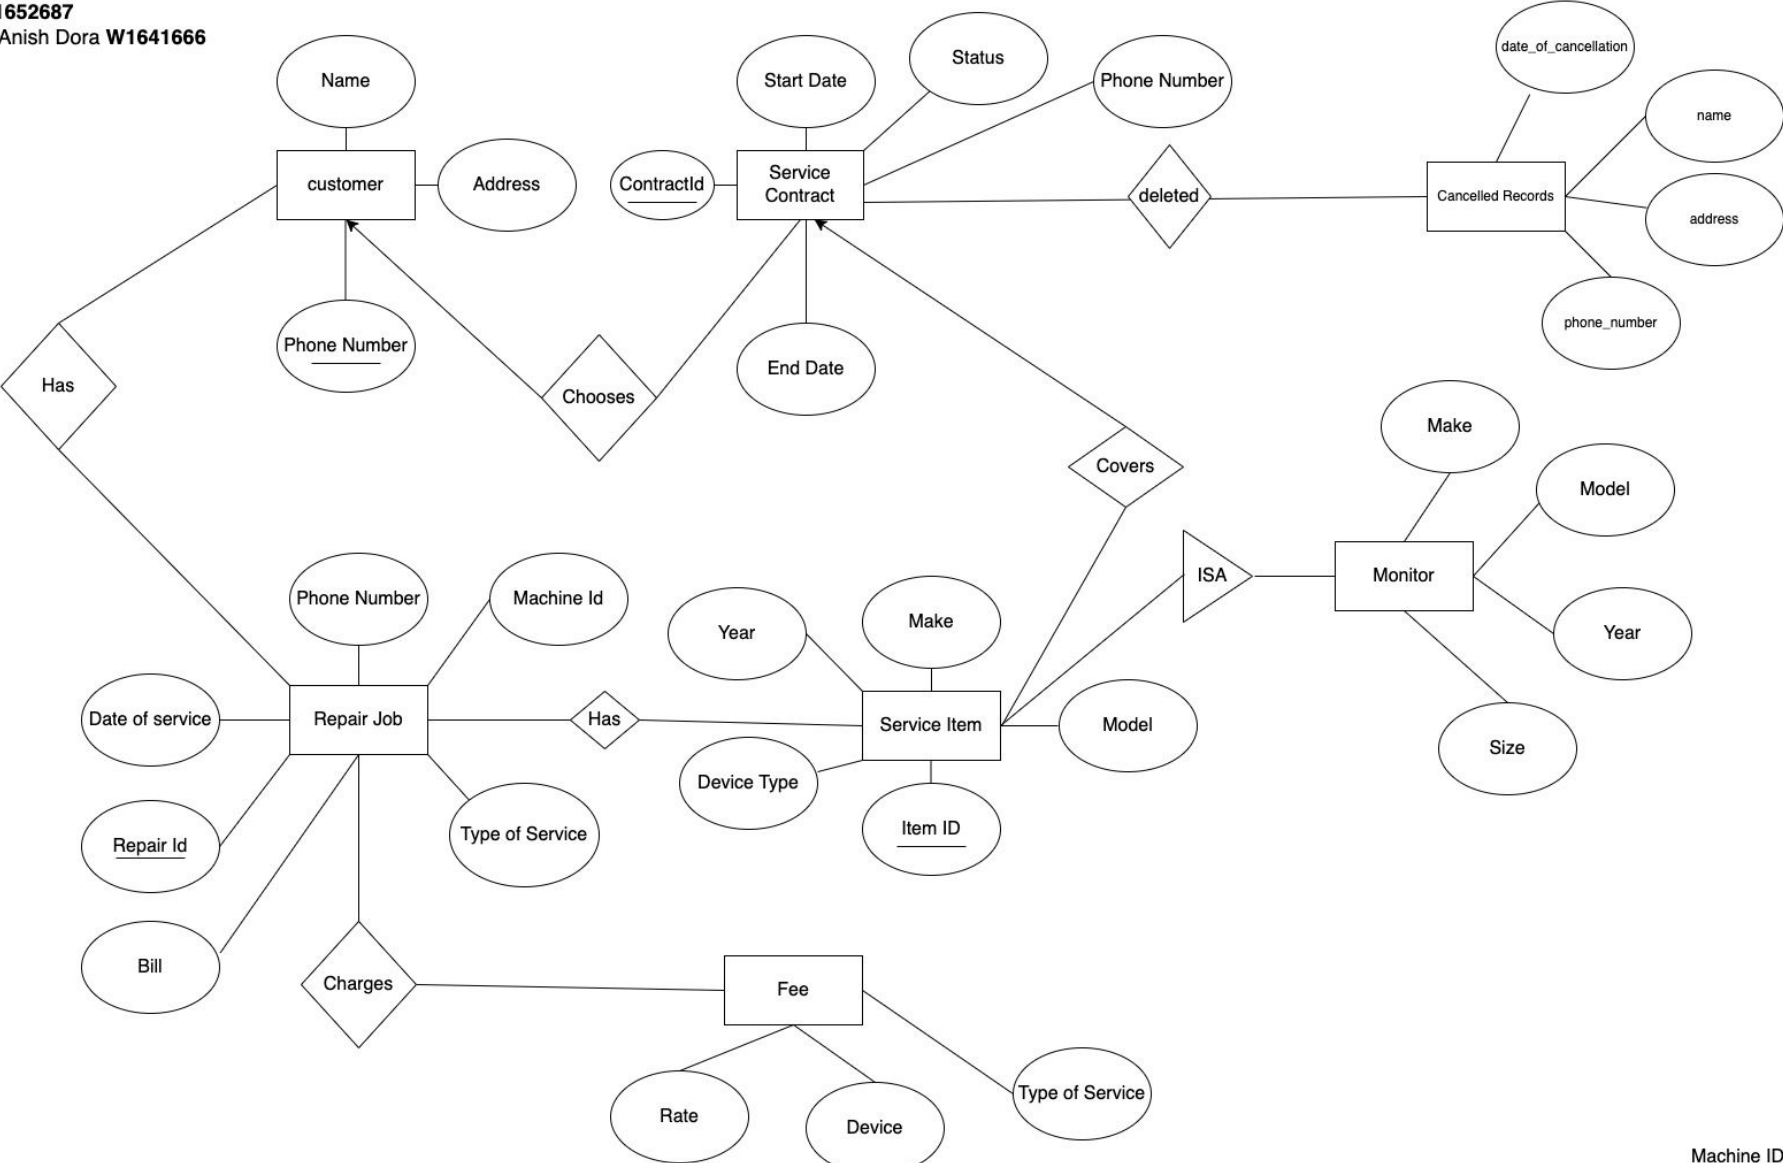 1652687
Anish Dora W1641666
date_of_cancellation
Status
Name
Start Date
Phone Number
name
customer
Address
ContractId
Service
Contract
deleted
Cancelled Records
address
phone_number
Phone Number
End Date
Has
Chooses
Make
Covers
Model
ISA
Monitor
Phone Number
Machine Id
Year
Make
Year
Date of service
Repair Job
Has
Service Item
Model
Size
Device Type
Type of Service
Item ID
Repair Id
Bill
Charges
Fee
Type of Service
Rate
Device
Machine ID